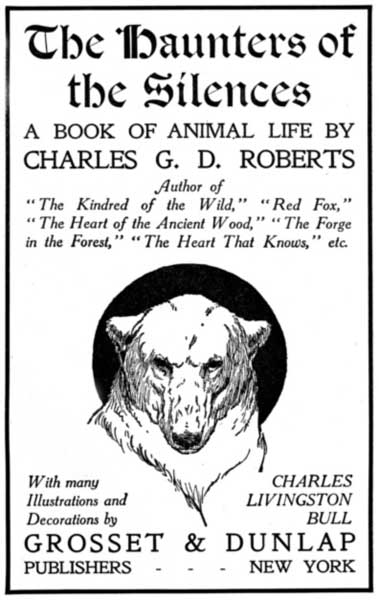 The Haunters of
the Silences
A BOOK OF ANIMAL LIFE BY
CHARLES G. D. ROBERTS
Author of
"The Kindred of the Wild," "Red Fox,"
"The Heart of the Ancient Wood," "The Forge
in the Forest," "The Heart That Knows," etc.
With many
Illustrations and
Decorations by
CHARLES
LIVINGSTON
BULL
GROSSET & DUNLAP
PUBLISHERS - - - NEW YORK